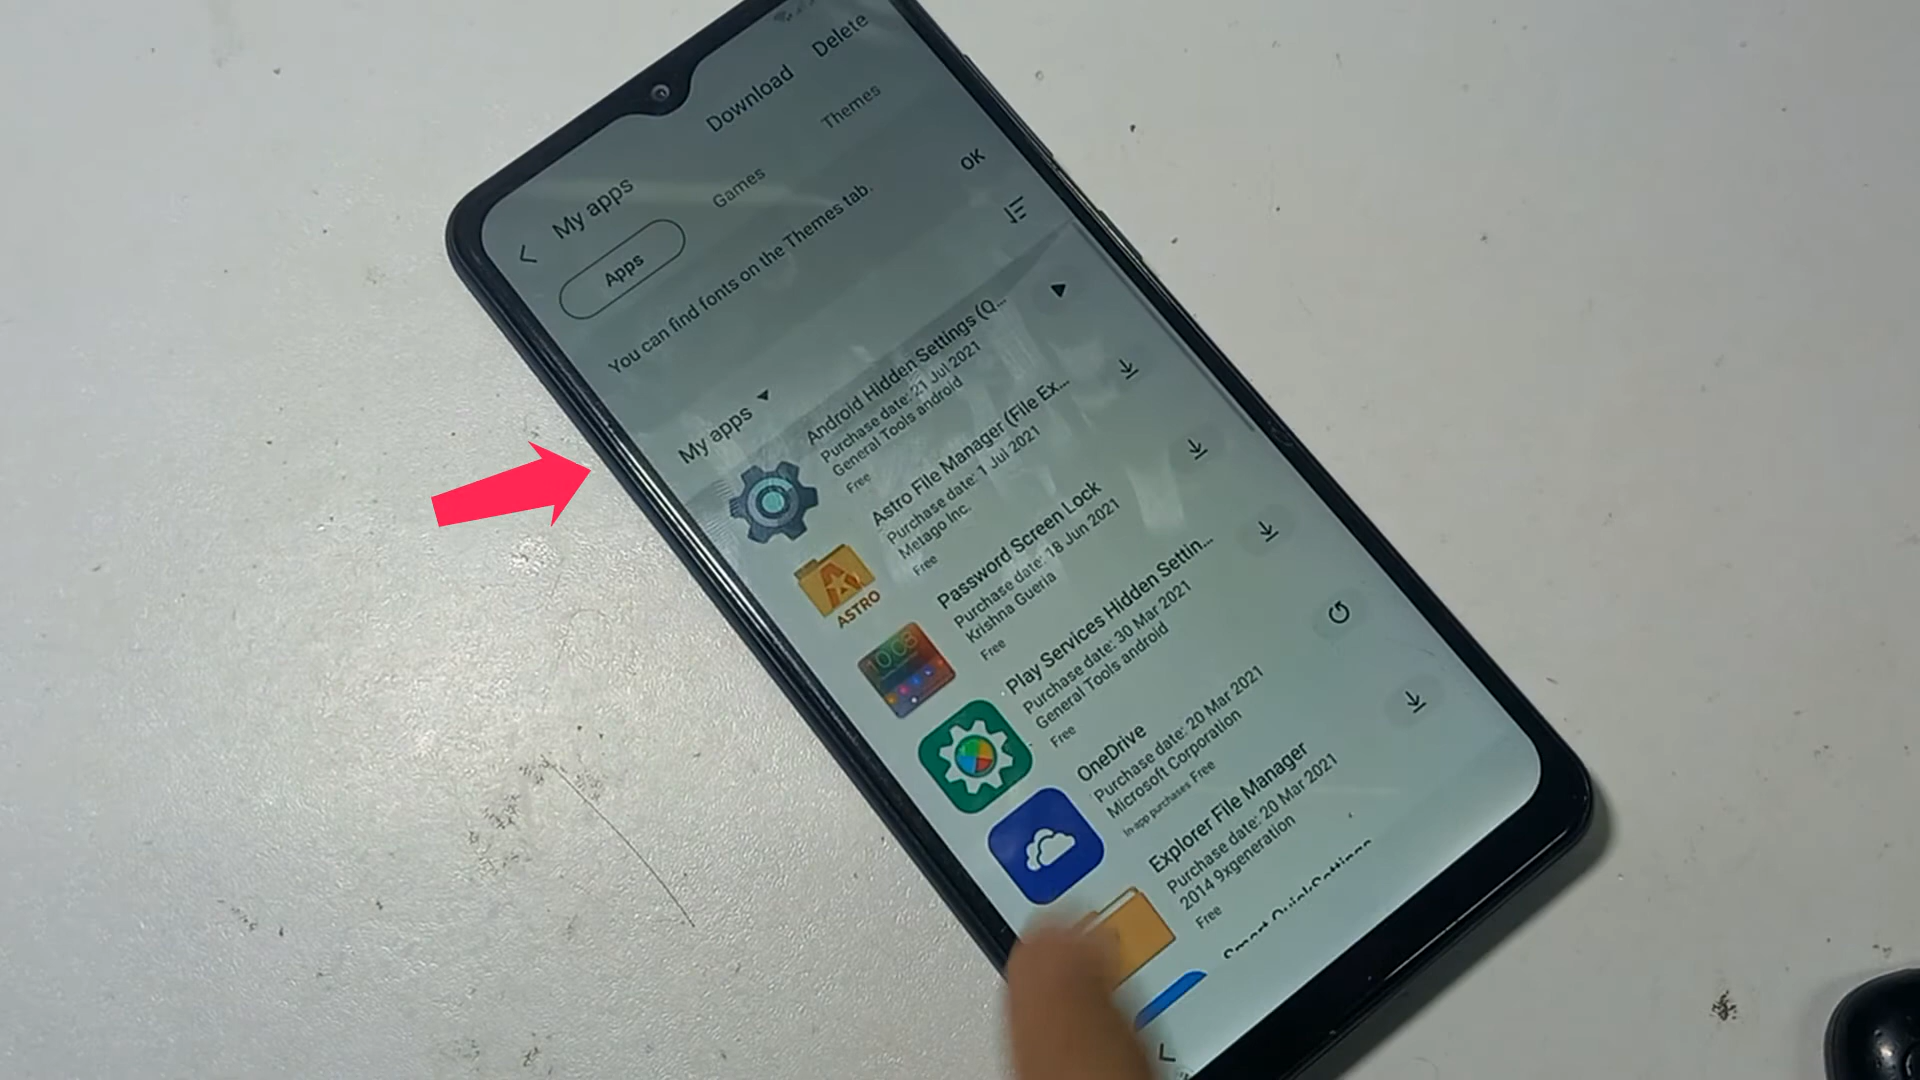 Download Delete
My apps
Apps Games Themes
You can find fonts on the Themes tab.
OK
My apps
Android Hidden Settings (Q...
Purchase date: 21 Jul 2021
General Tools android
Free
Astro File Manager (File Ex...
Purchase date: 1 Jul 2021
Metago Inc.
Free
ASTRO
Password Screen Lock
Purchase date: 18 Jun 2021
Krishna Gueria
Free
10:08
Play Services Hidden Settin...
Purchase date: 30 Mar 2021
General Tools android
Free
OneDrive
Purchase date: 20 Mar 2021
Microsoft Corporation
In-app purchases Free
Explorer File Manager
Purchase date: 20 Mar 2021
2014 9xgeneration
Free
Smart QuickSettings